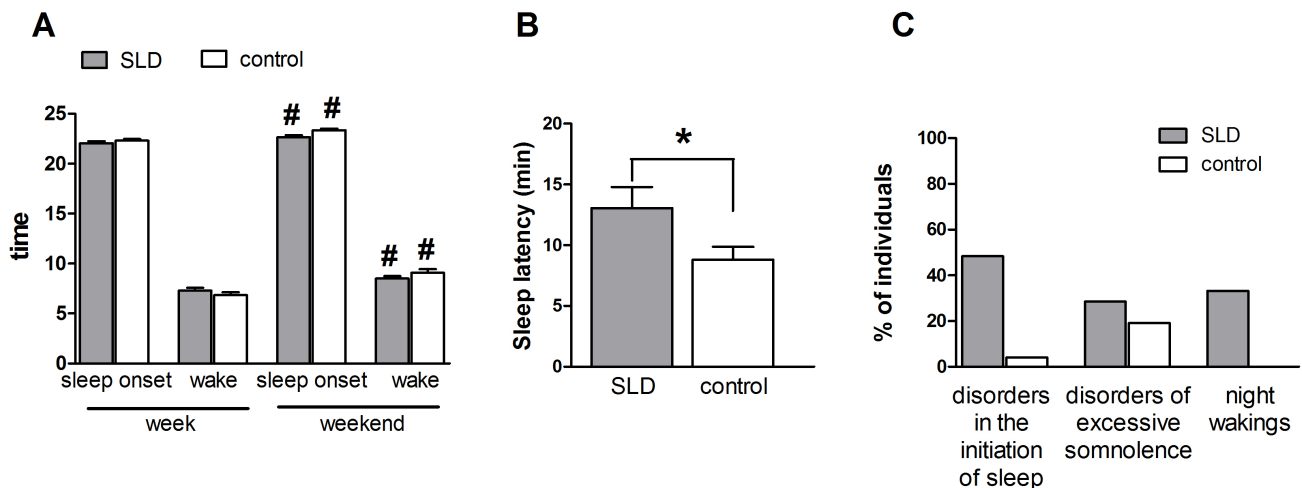 A
SLD control
25
20
15
10
5
0
time
# #
# #
sleep onset wake sleep onset wake
week weekend
B
20
15
10
5
0
Sleep latency (min)
*
SLD control
C
SLD
control
100
80
60
40
20
0
% of individuals
disorders
in the
initiation
of sleep
disorders of
excessive
somnolence
night
wakings